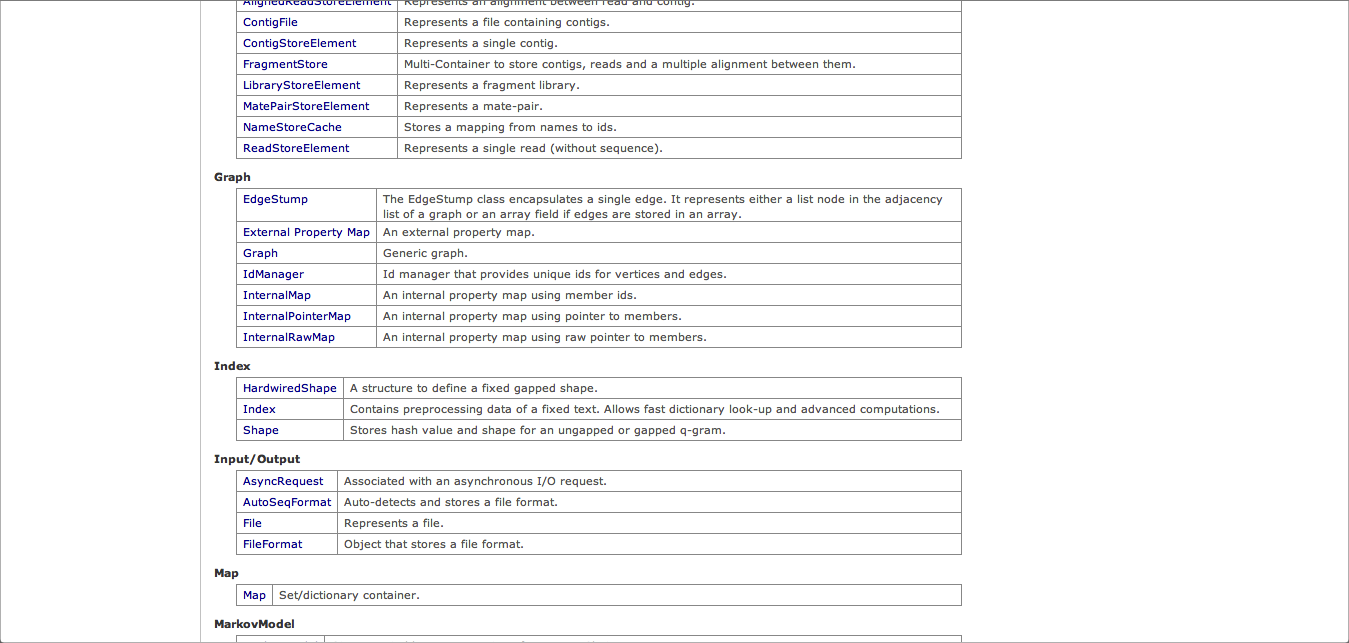 AlignedReadStoreElement Represents an alignment between read and contig.
ContigFile Represents a file containing contigs.
ContigStoreElement Represents a single contig.
FragmentStore Multi-Container to store contigs, reads and a multiple alignment between them.
LibraryStoreElement Represents a fragment library.
MatePairStoreElement Represents a mate-pair.
NameStoreCache Stores a mapping from names to ids.
ReadStoreElement Represents a single read (without sequence).
Graph
EdgeStump The EdgeStump class encapsulates a single edge. It represents either a list node in the adjacency
list of a graph or an array field if edges are stored in an array.
External Property Map An external property map.
Graph Generic graph.
IdManager Id manager that provides unique ids for vertices and edges.
InternalMap An internal property map using member ids.
InternalPointerMap An internal property map using pointer to members.
InternalRawMap An internal property map using raw pointer to members.
Index
HardwiredShape A structure to define a fixed gapped shape.
Index Contains preprocessing data of a fixed text. Allows fast dictionary look-up and advanced computations.
Shape Stores hash value and shape for an ungapped or gapped q-gram.
Input/Output
AsyncRequest Associated with an asynchronous I/O request.
AutoSeqFormat Auto-detects and stores a file format.
File Represents a file.
FileFormat Object that stores a file format.
Map
Map Set/dictionary container.
MarkovModel